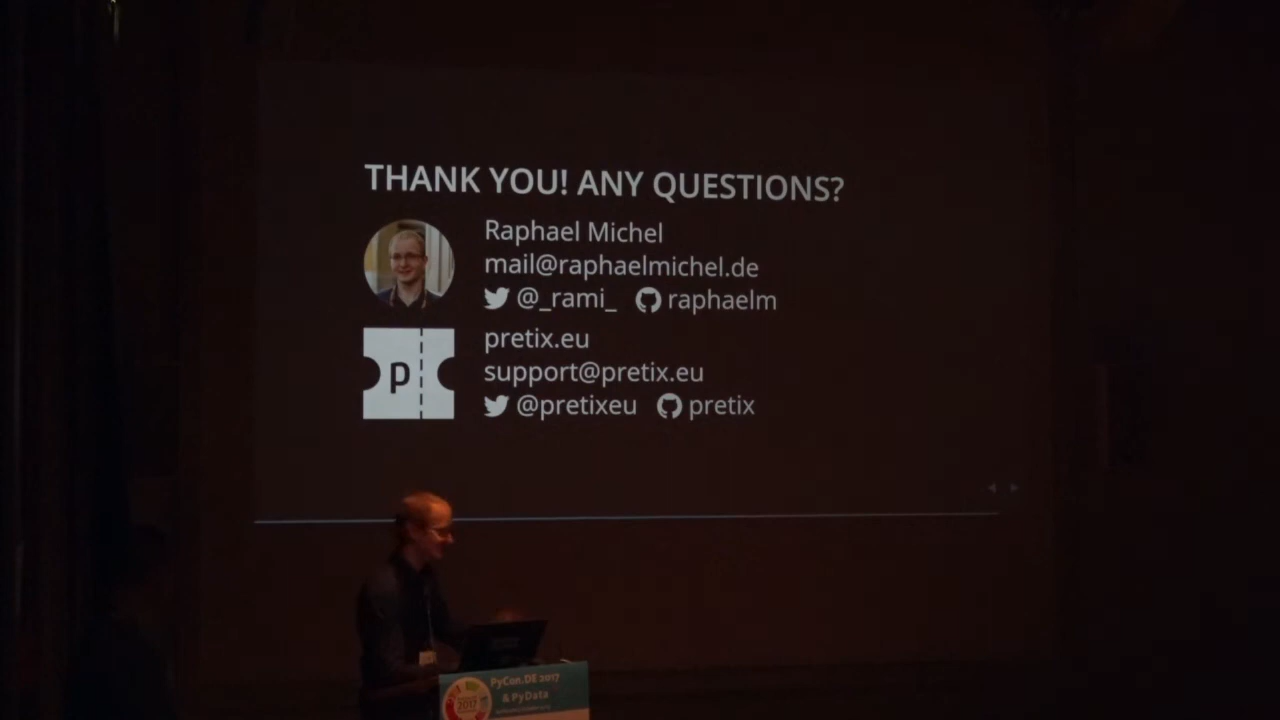 THANK YOU! ANY QUESTIONS?
Raphael Michel
mail@raphaelmichel.de
@_rami_ raphaelm
p
pretix.eu
support@pretix.eu
@pretixeu pretix
PyCon.DE 2017
& PyData
2017